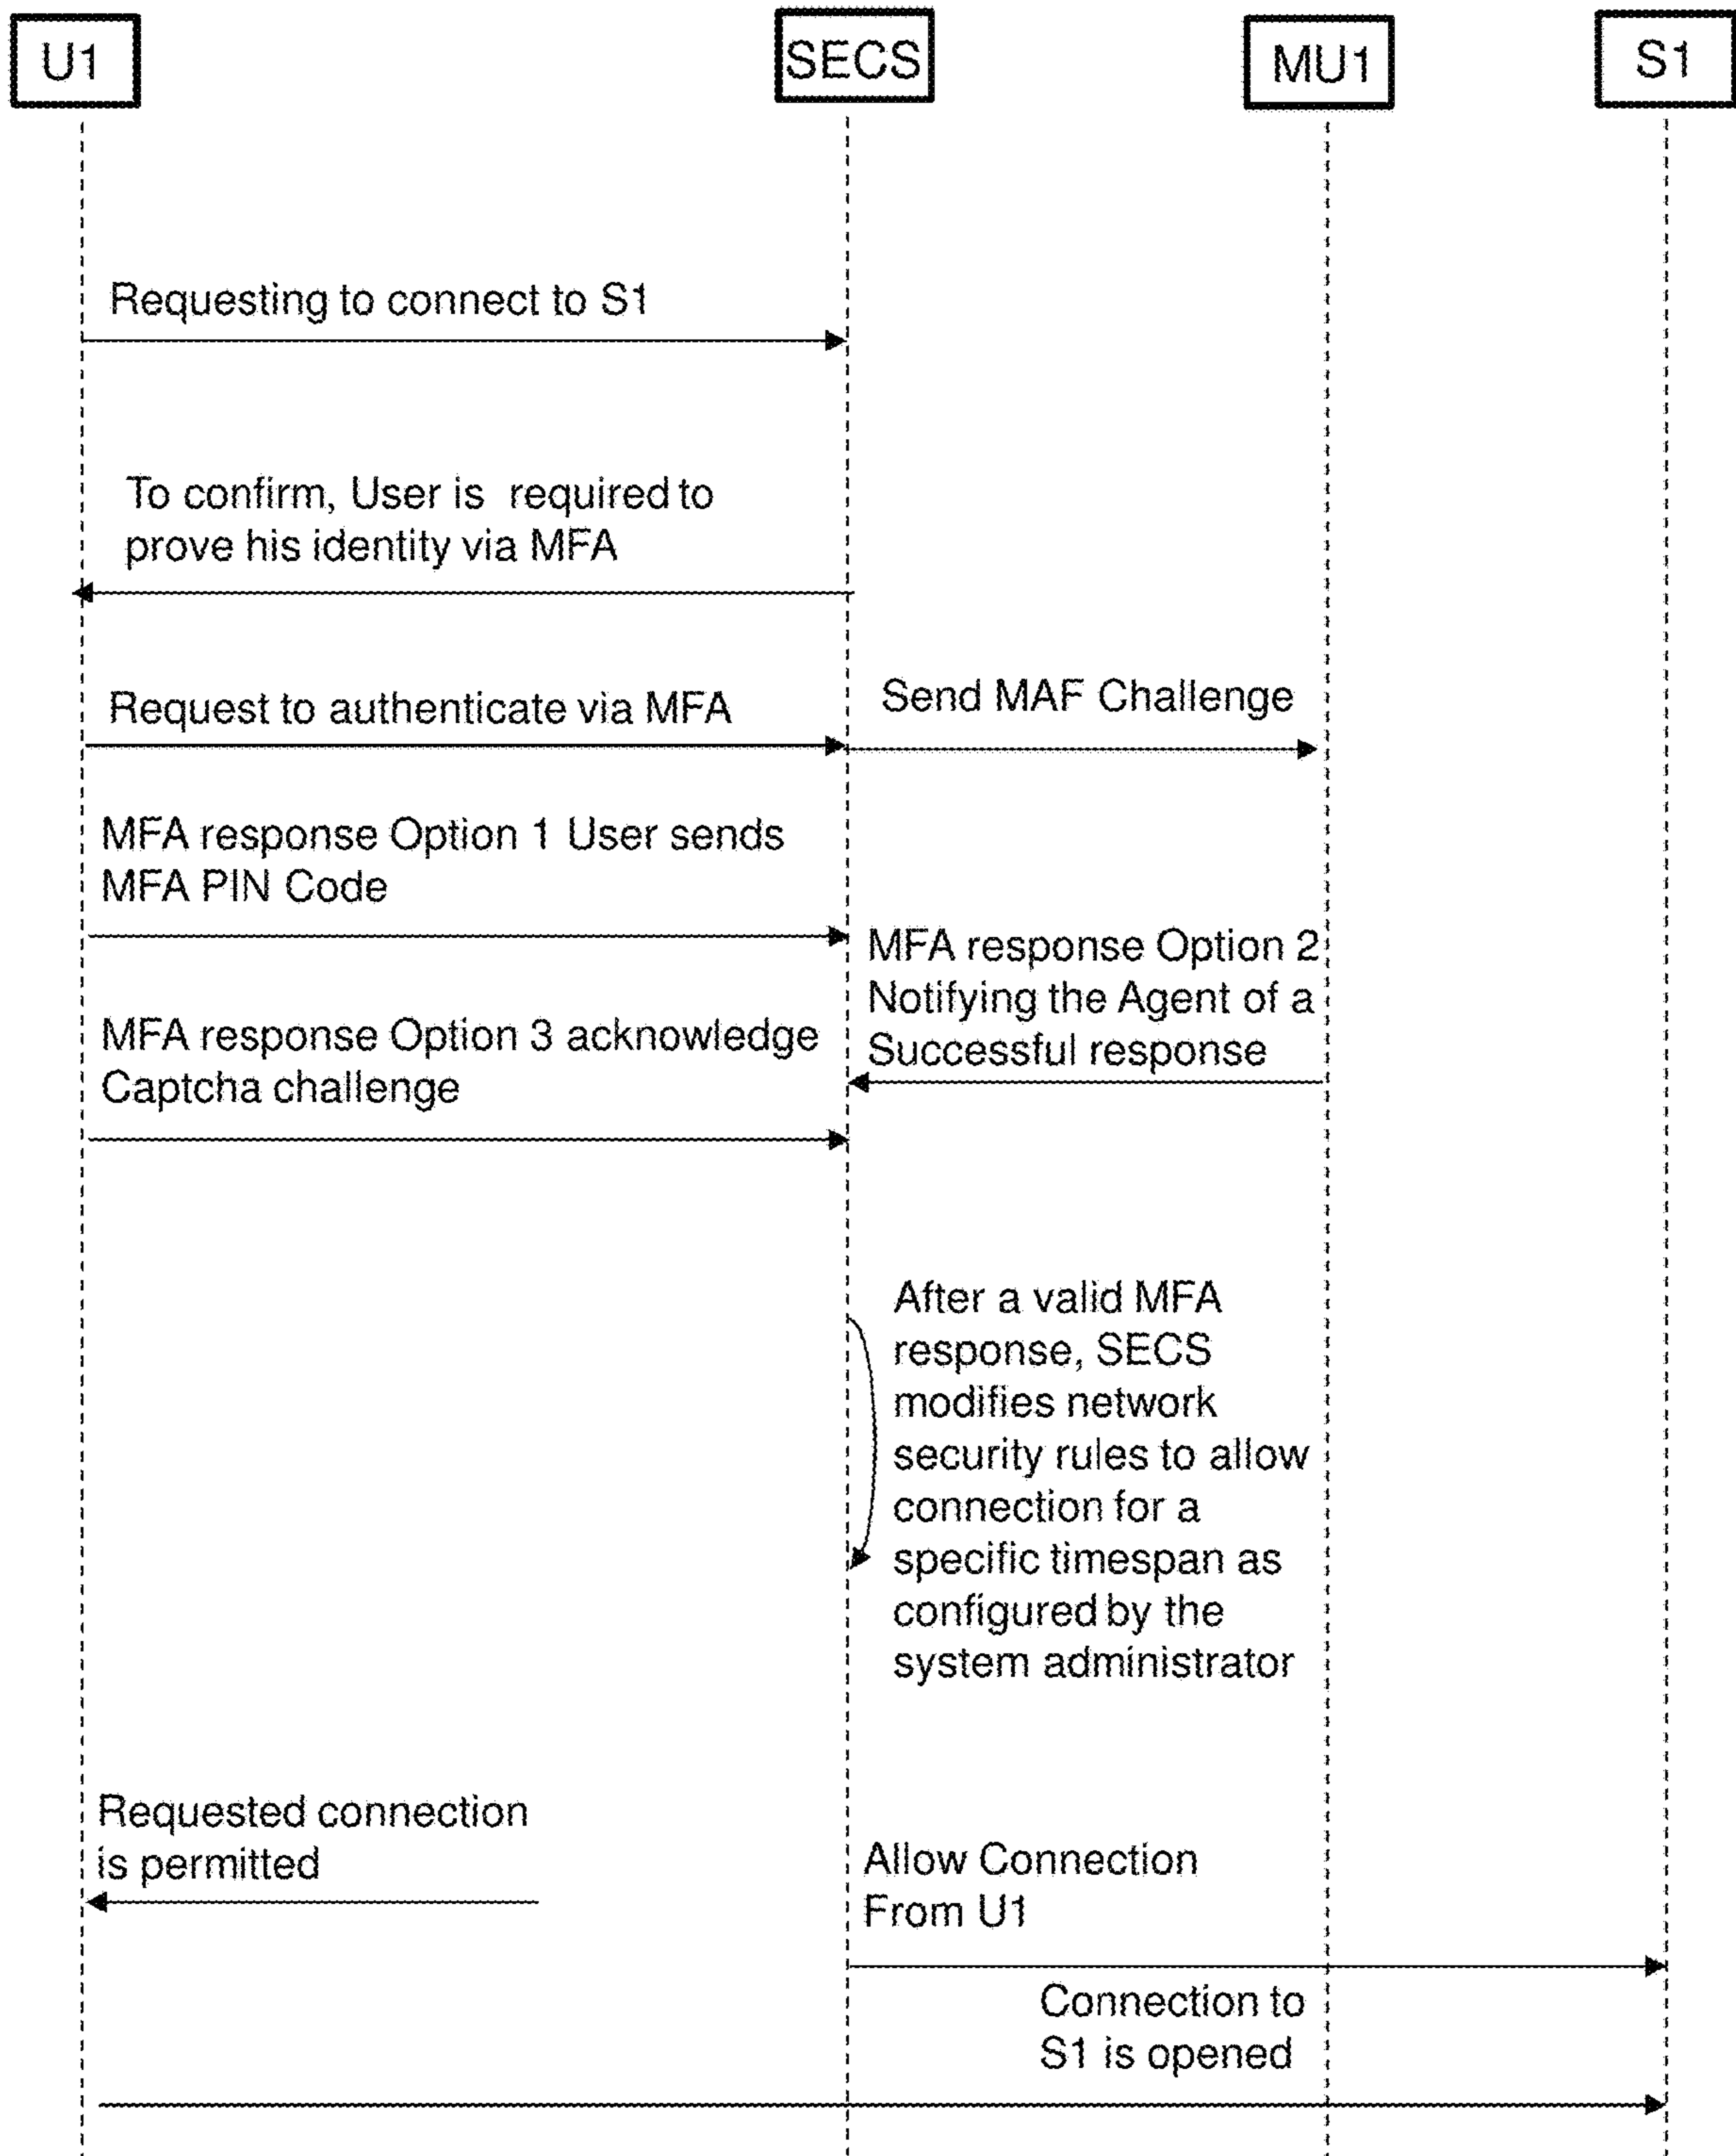 U1
SECS
MU1
S1
Requesting to connect to S1
To confirm, User is required to
prove his identity via MFA
Request to authenticate via MFA
Send MAF Challenge
MFA response Option 1 User sends
MFA PIN Code
MFA response Option 2
Notifying the Agent of a
Successful response
MFA response Option 3 acknowledge
Captcha challenge
After a valid MFA
response, SECS
modifies network
security rules to allow
connection for a
specific timespan as
configured by the
system administrator
Requested connection
is permitted
Allow Connection
From U1
Connection to
S1 is opened